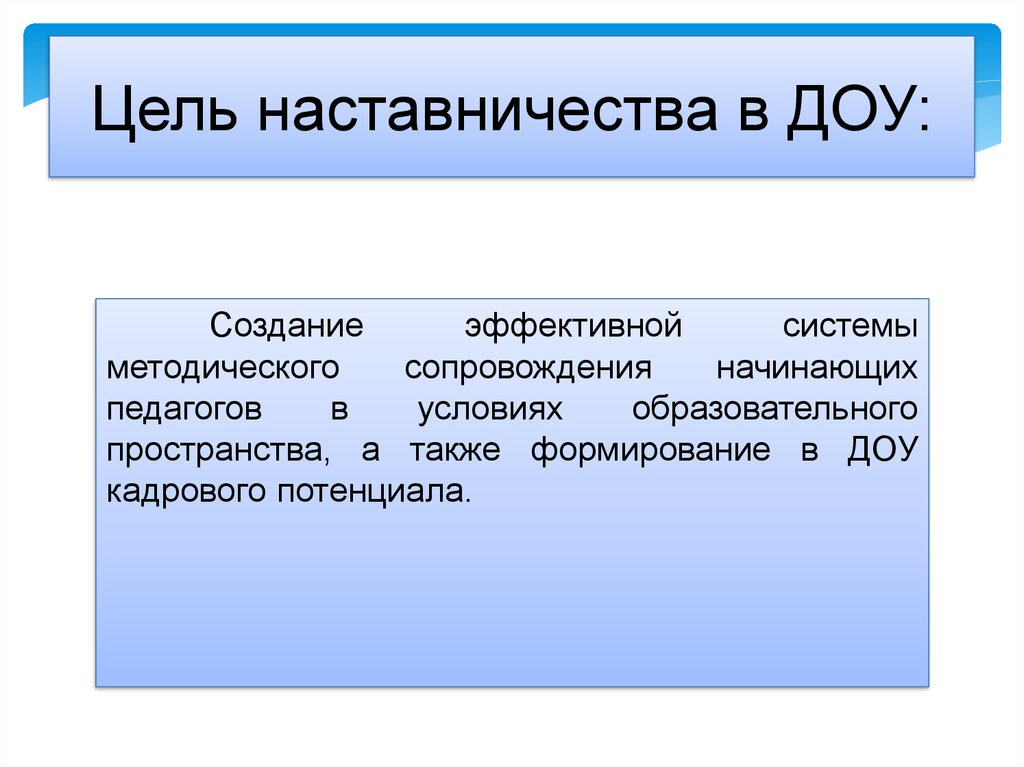 Цель наставничества в ДОУ:
Создание эффективной системы
методического сопровождения начинающих
педагогов в условиях образовательного
пространства, а также формирование в ДОУ
кадрового потенциала.